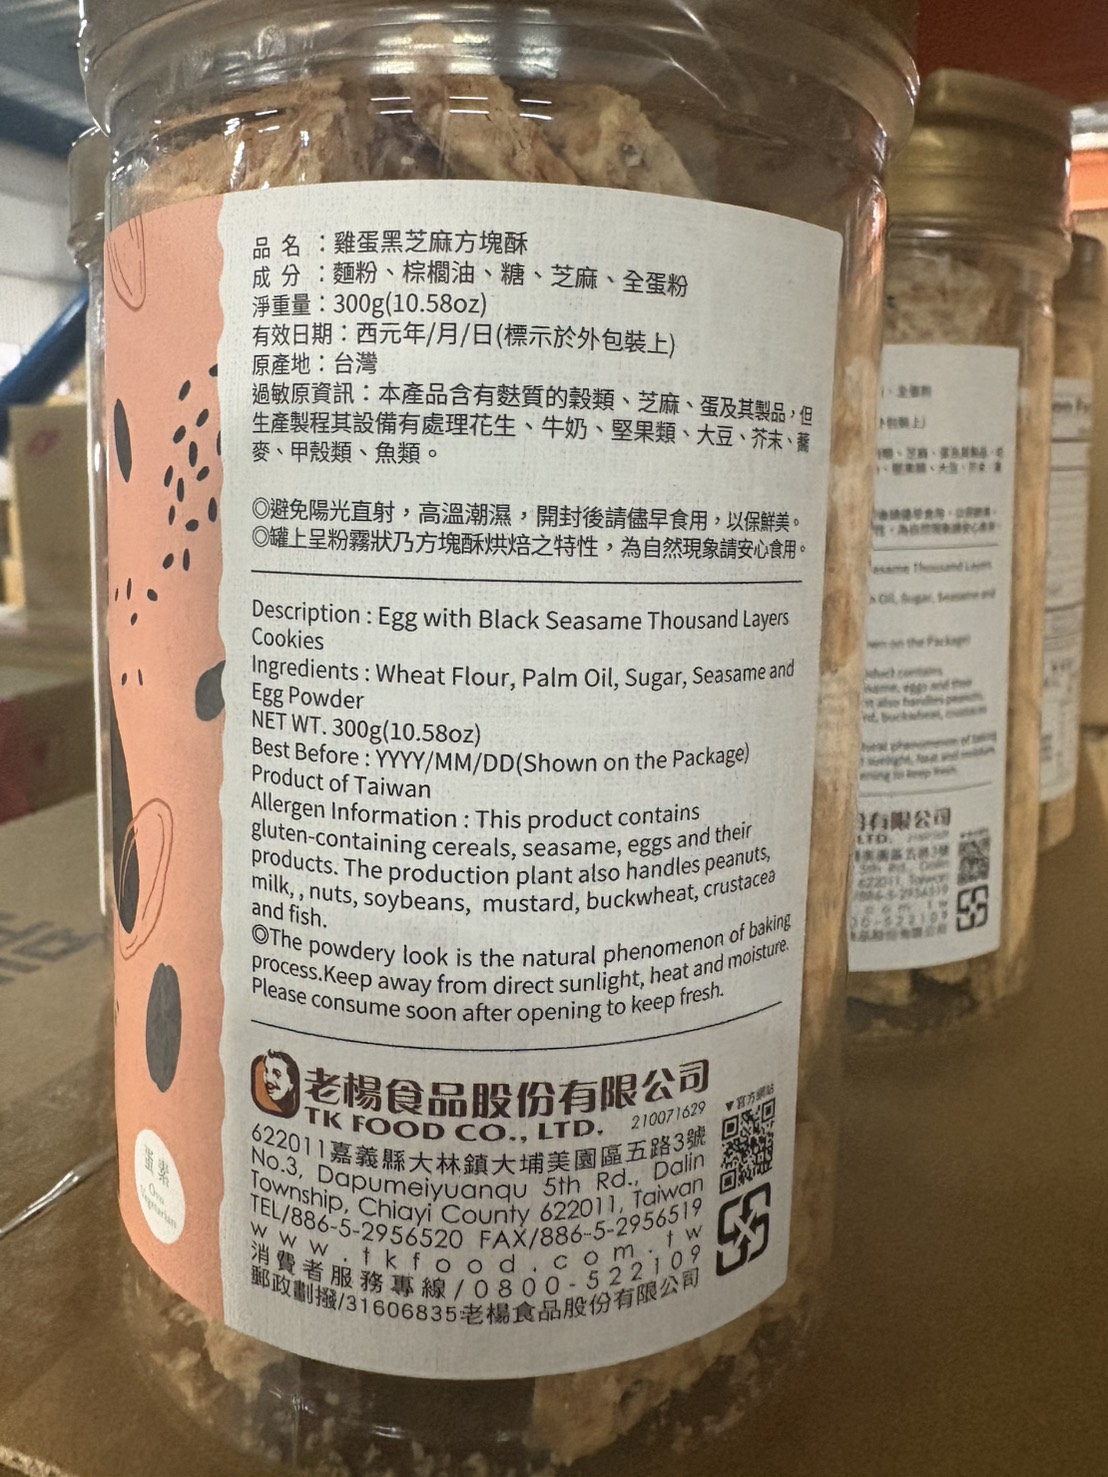 品名：雞蛋黑芝麻方塊酥
成分：麵粉、棕櫚油、糖、芝麻、全蛋粉
淨重量：300g(10.58oz)
有效日期：西元年/月/日(標示於外包裝上)
原產地：台灣
過敏原資訊：本產品含有麩質的穀類、芝麻、蛋及其製品，但
生產製程其設備有處理花生、牛奶、堅果類、大豆、芥末、蕎
麥、甲殼類、魚類。
◎避免陽光直射，高溫潮濕，開封後請儘早食用，以保鮮美。
◎罐上呈粉霧狀乃方塊酥烘焙之特性，為自然現象請安心食用。
Description : Egg with Black Seasame Thousand Layers
Cookies
Ingredients : Wheat Flour, Palm Oil, Sugar, Seasame and
Egg Powder
NET WT. 300g(10.58oz)
Best Before : YYYY/MM/DD(Shown on the Package)
Product of Taiwan
Allergen Information : This product contains
gluten-containing cereals, seasame, eggs and their
products. The production plant also handles peanuts,
milk, , nuts, soybeans, mustard, buckwheat, crustacea
and fish.
◎The powdery look is the natural phenomenon of baking
process.Keep away from direct sunlight, heat and moisture.
Please consume soon after opening to keep fresh.
老楊食品股份有限公司
TK FOOD CO., LTD. 210071629
▼官方網站
622011嘉義縣大林鎮大埔美園區五路3號
No.3, Dapumeiyuanqu 5th Rd., Dalin
Township, Chiayi County 622011, Taiwan
TEL/886-5-2956520 FAX/886-5-2956519
www.tkfood.com.tw
消費者服務專線/0800-522109
郵政劃撥/31606835老楊食品股份有限公司
蛋素
Ovo
Vegetarian